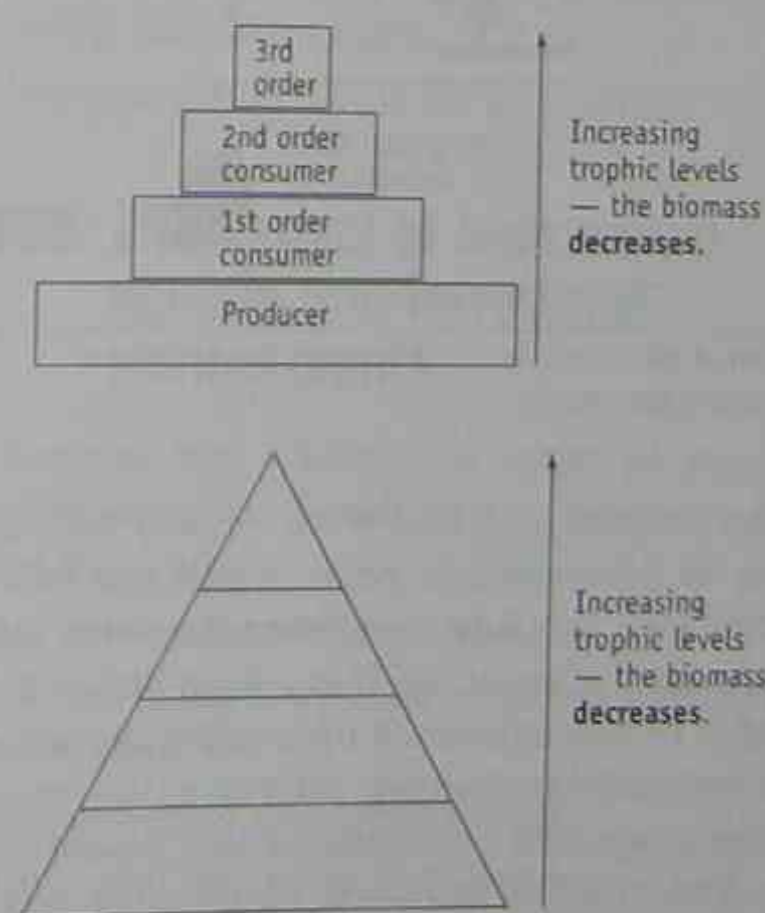 3rd
order
2nd order
consumer
1st order
consumer
Producer
Increasing
trophic levels
— the biomass
decreases.
Increasing
trophic levels
— the biomass
decreases.